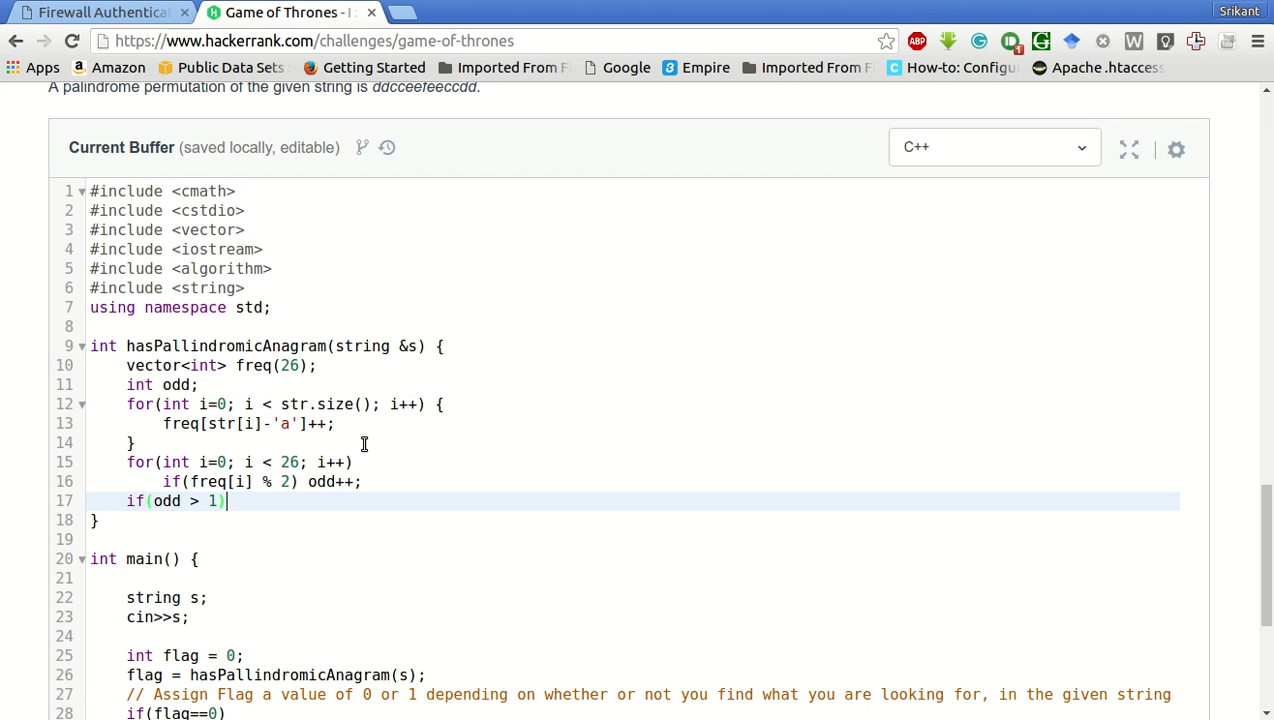 Firewall Authenticat
Game of Thrones - I :
Srikant
https://www.hackerrank.com/challenges/game-of-thrones
Apps Amazon Public Data Sets Getting Started Imported From F Google Empire Imported From F How-to: Configu Apache .htaccess
A palindrome permutation of the given string is ddcceefeeccdd.
Current Buffer (saved locally, editable)
C++
1 #include <cmath>
2 #include <cstdio>
3 #include <vector>
4 #include <iostream>
5 #include <algorithm>
6 #include <string>
7 using namespace std;
8
9 int hasPallindromicAnagram(string &s) {
10 vector<int> freq(26);
11 int odd;
12 for(int i=0; i < str.size(); i++) {
13 freq[str[i]-'a']++;
14 }
15 for(int i=0; i < 26; i++)
16 if(freq[i] % 2) odd++;
17 if(odd > 1)
18 }
19
20 int main() {
21
22 string s;
23 cin>>s;
24
25 int flag = 0;
26 flag = hasPallindromicAnagram(s);
27 // Assign Flag a value of 0 or 1 depending on whether or not you find what you are looking for, in the given string
28 if(flag==0)